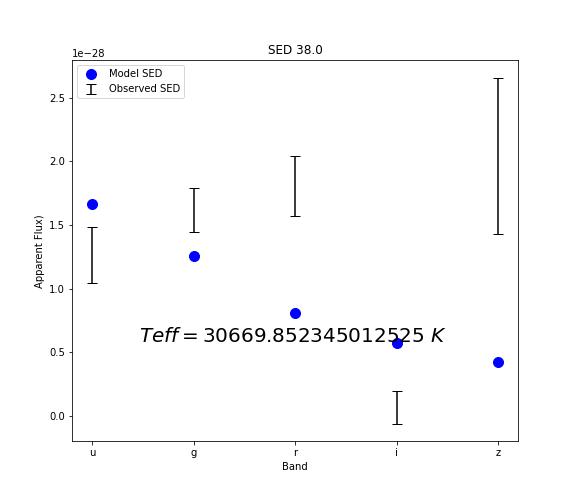 SED 38.0
1e−28
Model SED
Observed SED
2.5
2.0
1.5
1.0
0.5
0.0
Apparent Flux)
Teff = 30669.852345012525 K
u g r i z
Band